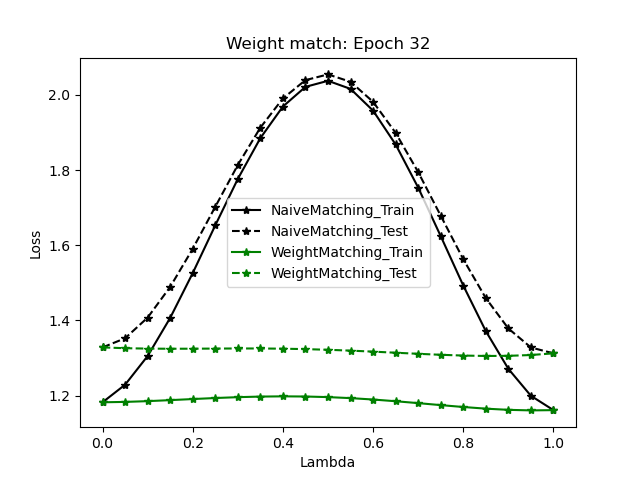 Weight match: Epoch 32
Loss
2.0
1.8
1.6
1.4
1.2
NaiveMatching_Train
NaiveMatching_Test
WeightMatching_Train
WeightMatching_Test
0.0 0.2 0.4 0.6 0.8 1.0
Lambda